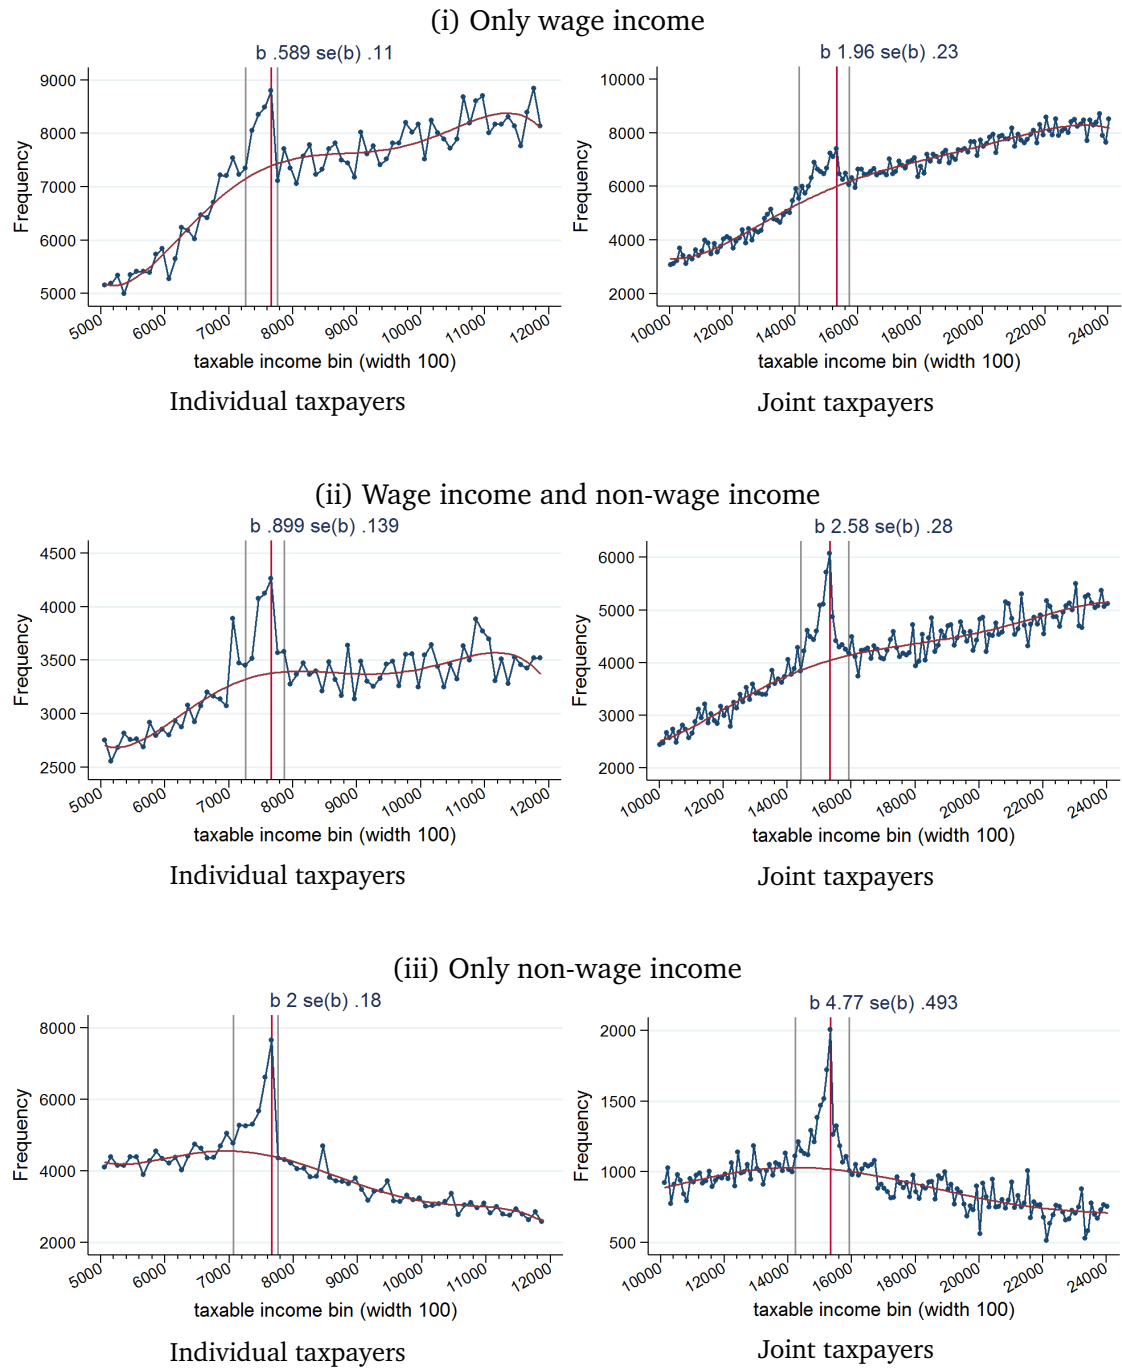 (i) Only wage income
b .589 se(b) .11
9000
8000
7000
6000
5000
Frequency
5000 6000 7000 8000 9000 10000 11000 12000
taxable income bin (width 100)
Individual taxpayers
b 1.96 se(b) .23
10000
8000
6000
4000
2000
Frequency
10000 12000 14000 16000 18000 20000 22000 24000
taxable income bin (width 100)
Joint taxpayers
(ii) Wage income and non-wage income
b .899 se(b) .139
4500
4000
3500
3000
2500
Frequency
5000 6000 7000 8000 9000 10000 11000 12000
taxable income bin (width 100)
Individual taxpayers
b 2.58 se(b) .28
6000
5000
4000
3000
2000
Frequency
10000 12000 14000 16000 18000 20000 22000 24000
taxable income bin (width 100)
Joint taxpayers
(iii) Only non-wage income
b 2 se(b) .18
8000
6000
4000
2000
Frequency
5000 6000 7000 8000 9000 10000 11000 12000
taxable income bin (width 100)
Individual taxpayers
b 4.77 se(b) .493
2000
1500
1000
500
Frequency
10000 12000 14000 16000 18000 20000 22000 24000
taxable income bin (width 100)
Joint taxpayers